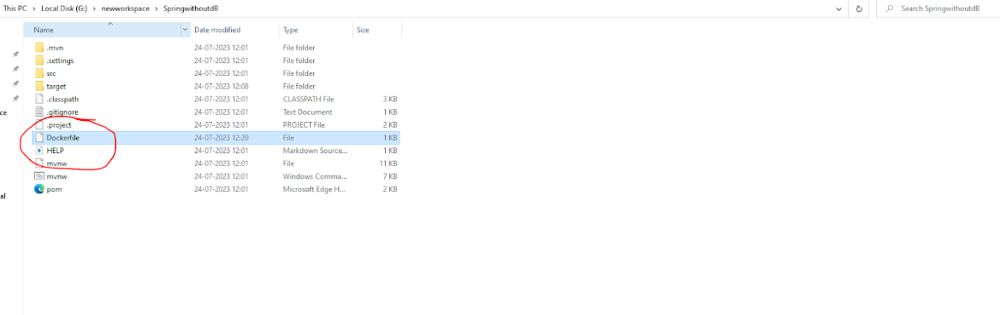 This PC > Local Disk (G:) > newworkspace > SpringwithoutdB Search SpringwithoutdB
Name Date modified Type Size
.mvn 24-07-2023 12:01 File folder
.settings 24-07-2023 12:01 File folder
src 24-07-2023 12:01 File folder
target 24-07-2023 12:08 File folder
.classpath 24-07-2023 12:01 CLASSPATH File 3 KB
ce .gitignore 24-07-2023 12:01 Text Document 1 KB
.project 24-07-2023 12:01 PROJECT File 2 KB
Dockerfile 24-07-2023 12:20 File 1 KB
HELP 24-07-2023 12:01 Markdown Source... 1 KB
mvnw 24-07-2023 12:01 File 11 KB
mvnw 24-07-2023 12:01 Windows Comma... 7 KB
pom 24-07-2023 12:01 Microsoft Edge H... 2 KB
al